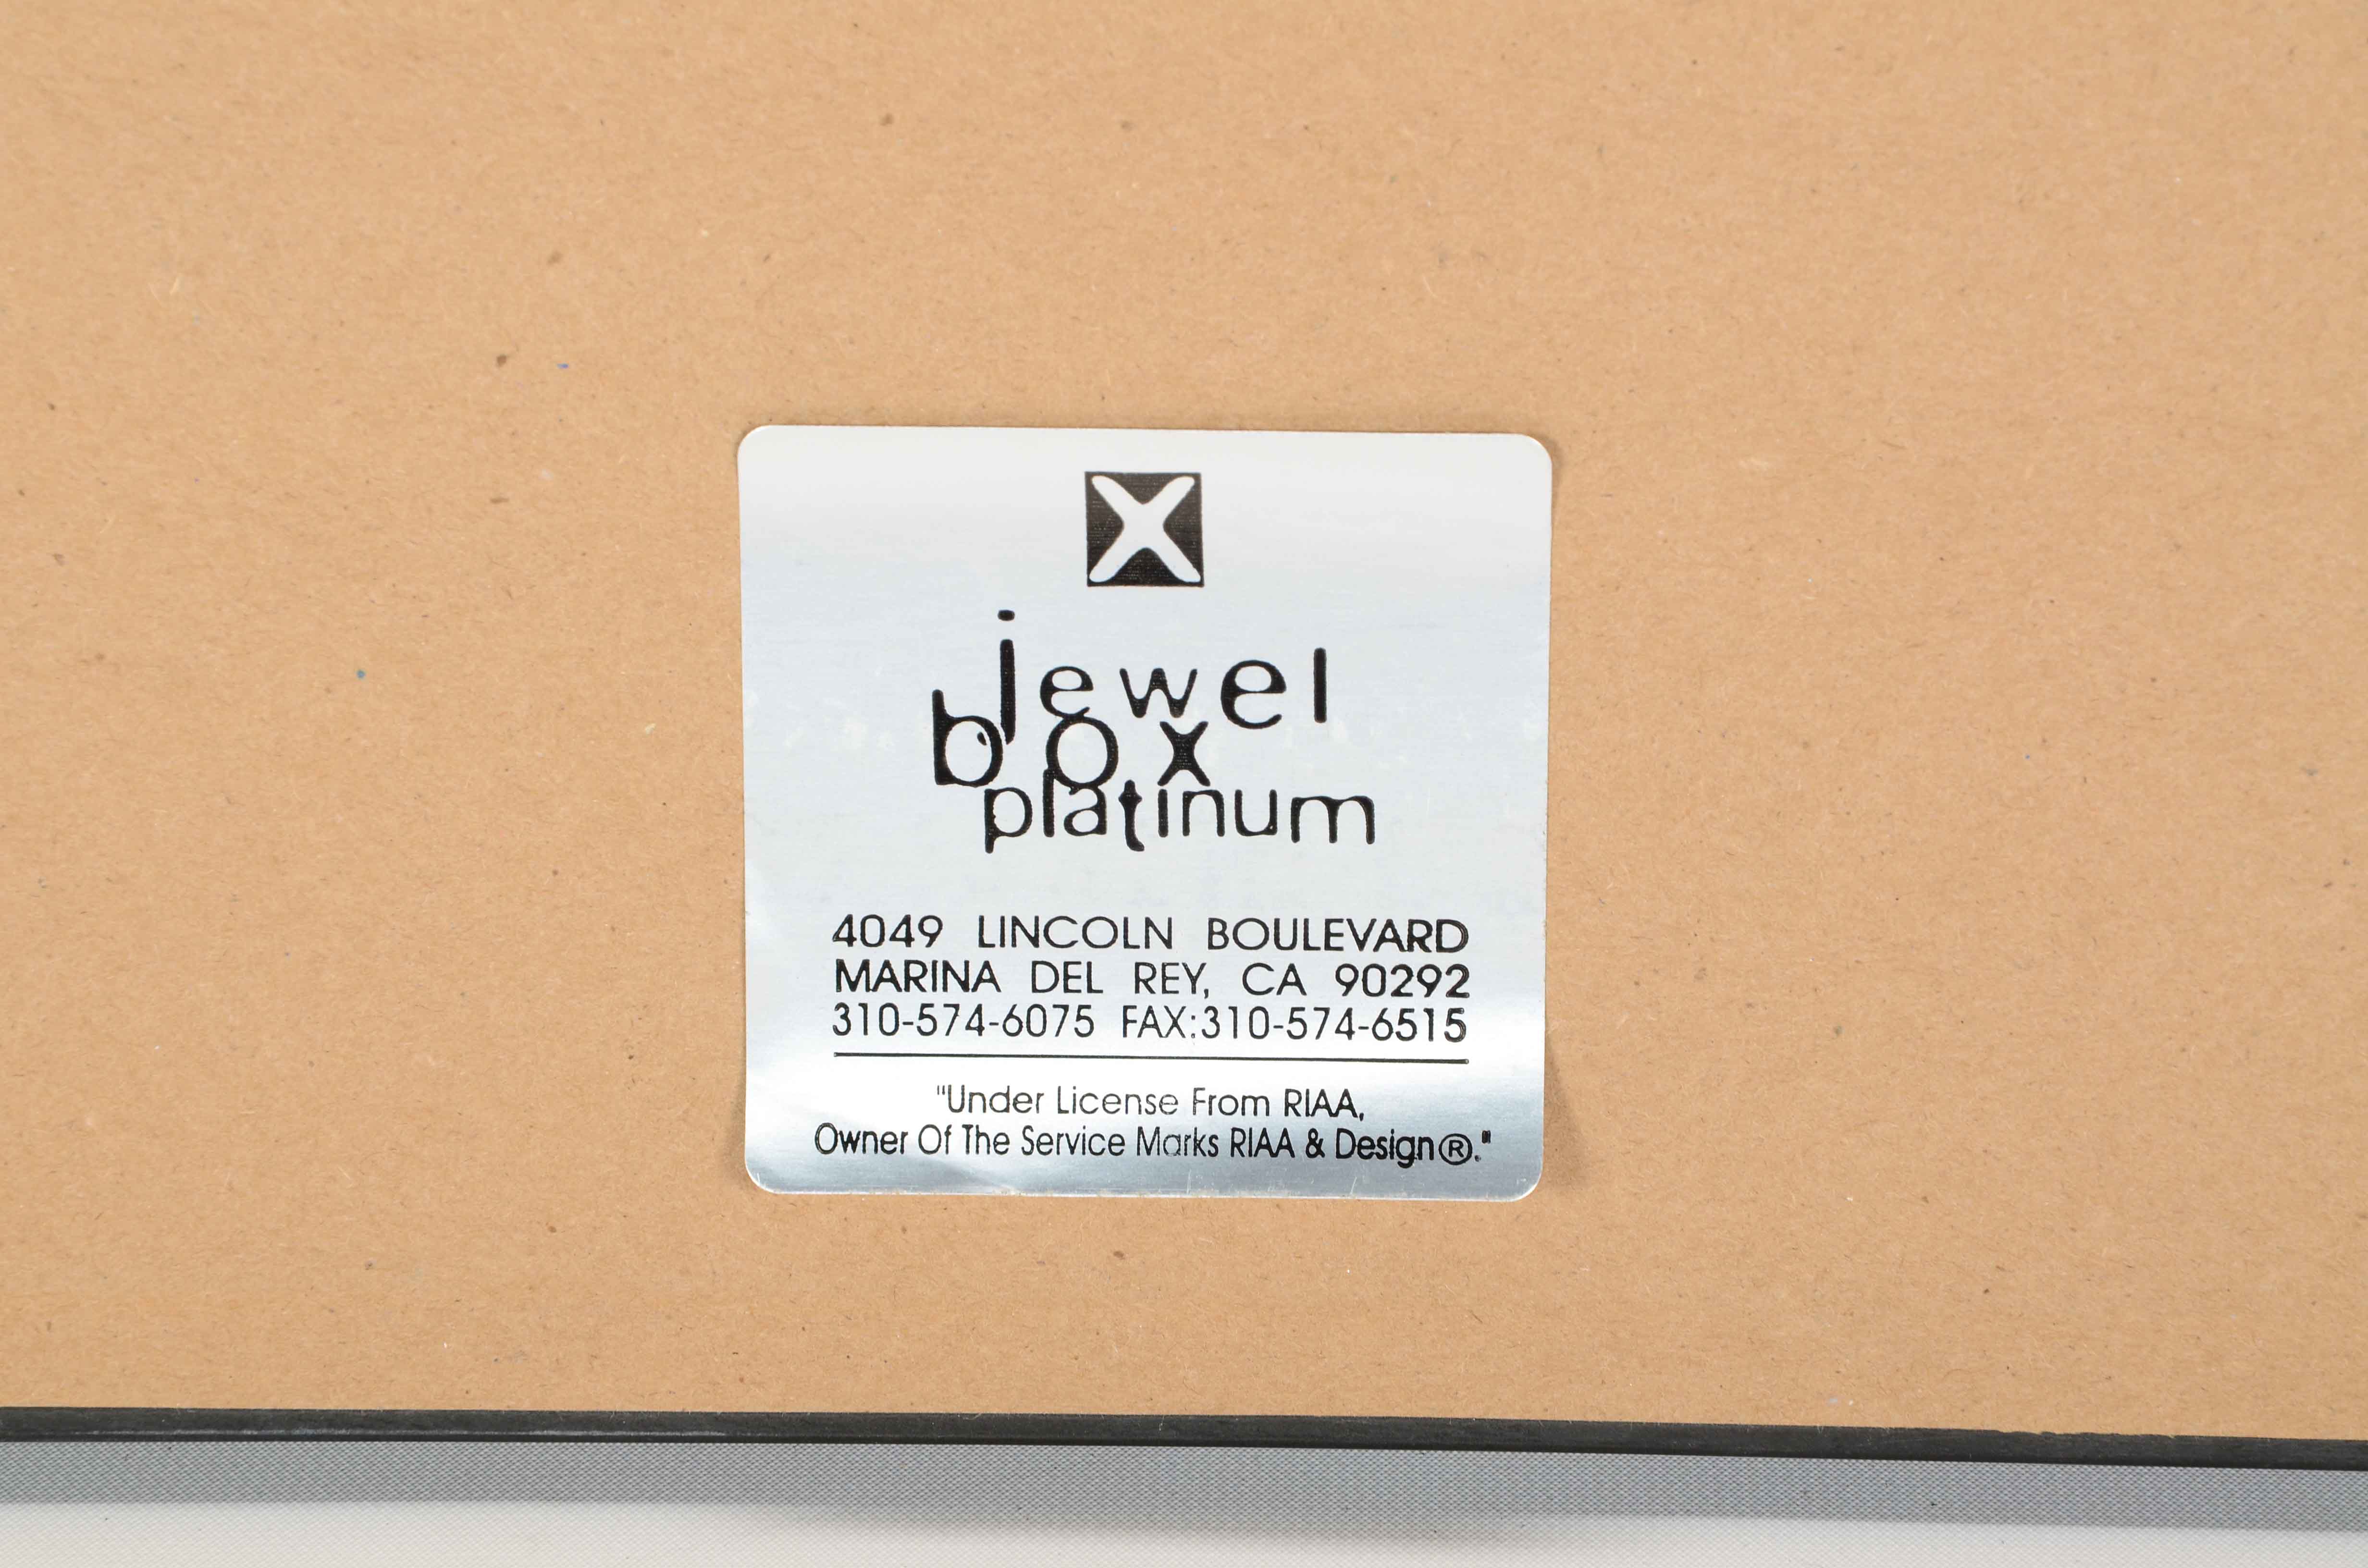 X
jewel
box
platinum
4049 LINCOLN BOULEVARD
MARINA DEL REY, CA 90292
310-574-6075 FAX:310-574-6515
"Under License From RIAA,
Owner Of The Service Marks RIAA & Design®."